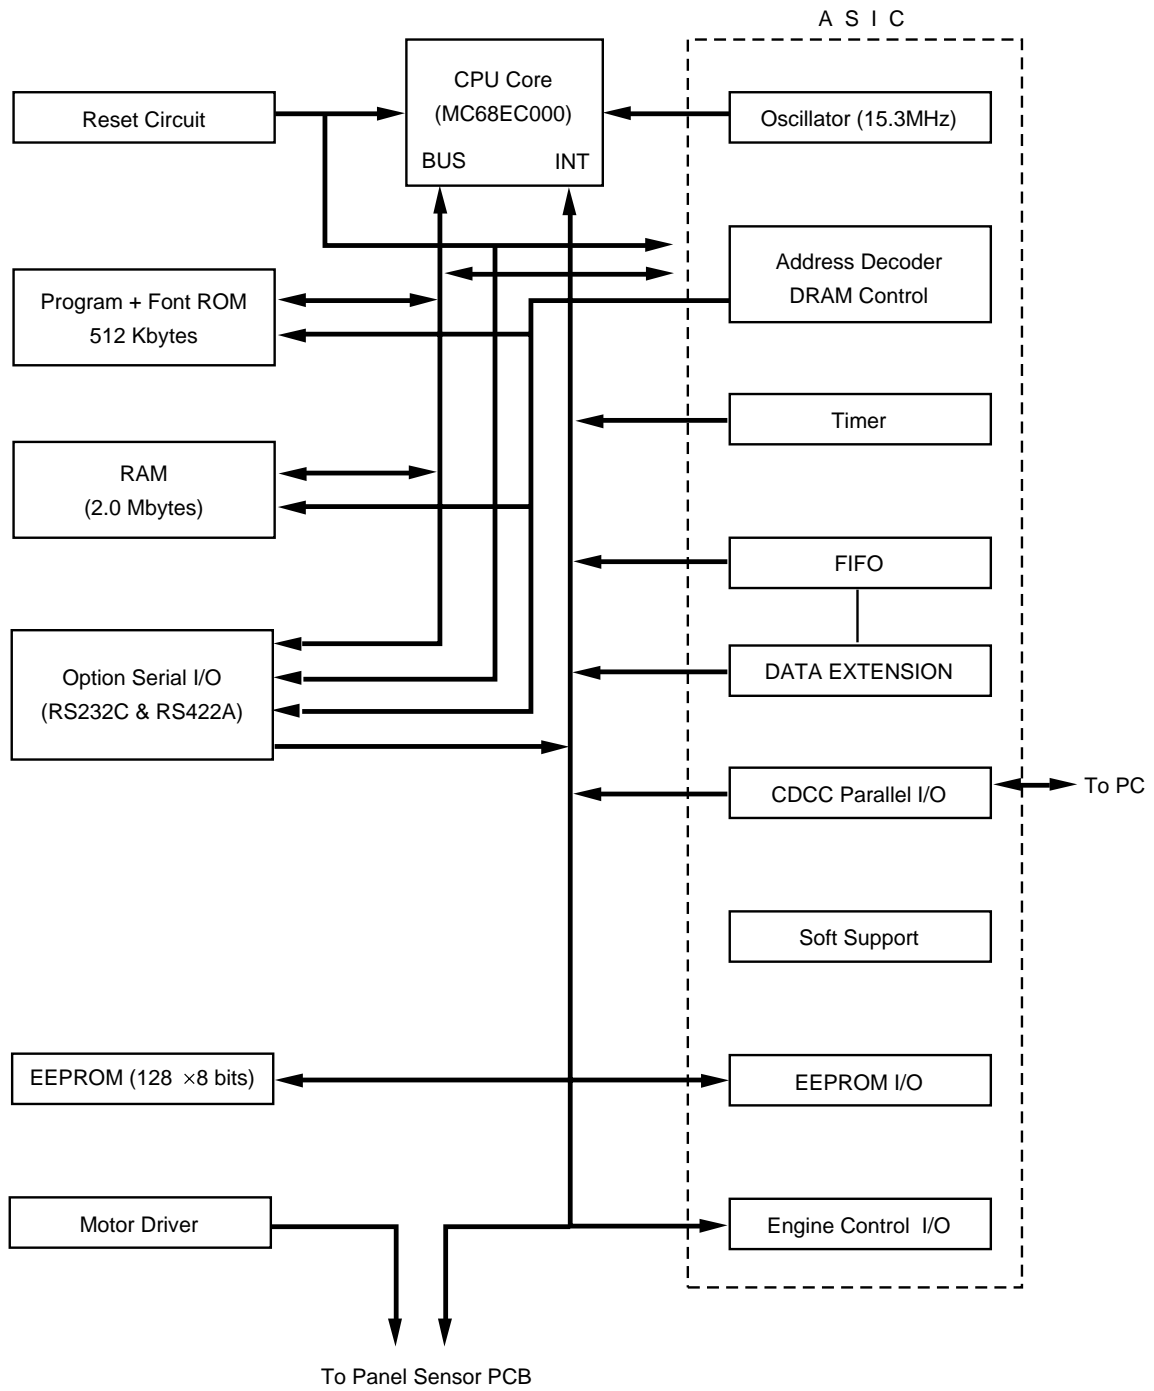 A S I C
CPU Core
(MC68EC000)
BUS INT
Reset Circuit
Oscillator (15.3MHz)
Address Decoder
DRAM Control
Program + Font ROM
512 Kbytes
Timer
RAM
(2.0 Mbytes)
FIFO
Option Serial I/O
(RS232C & RS422A)
DATA EXTENSION
CDCC Parallel I/O
To PC
Soft Support
EEPROM (128 ×8 bits)
EEPROM I/O
Motor Driver
Engine Control I/O
To Panel Sensor PCB